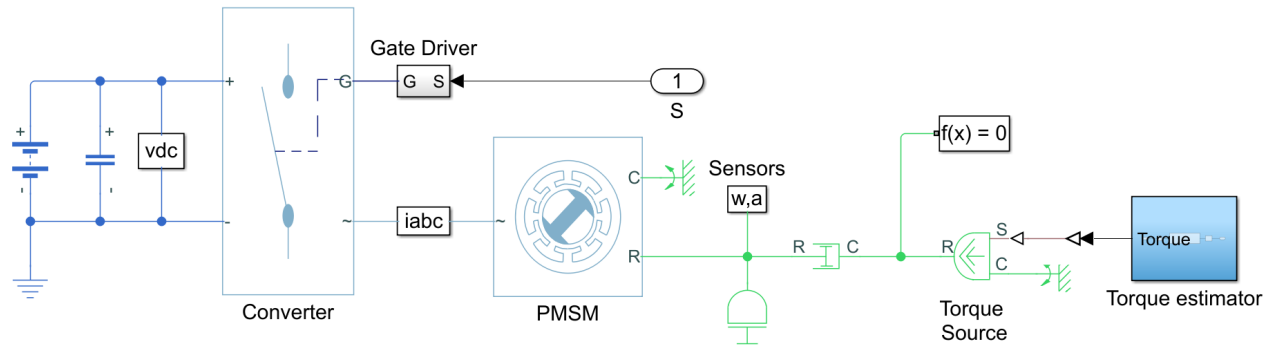 Gate Driver
+
G
G S
1
S
+
+
vdc
-
-
-
~
iabc
~
Converter
C
R
PMSM
Sensors
w,a
R
C
f(x) = 0
R
S
C
Torque
Source
Torque
Torque estimator